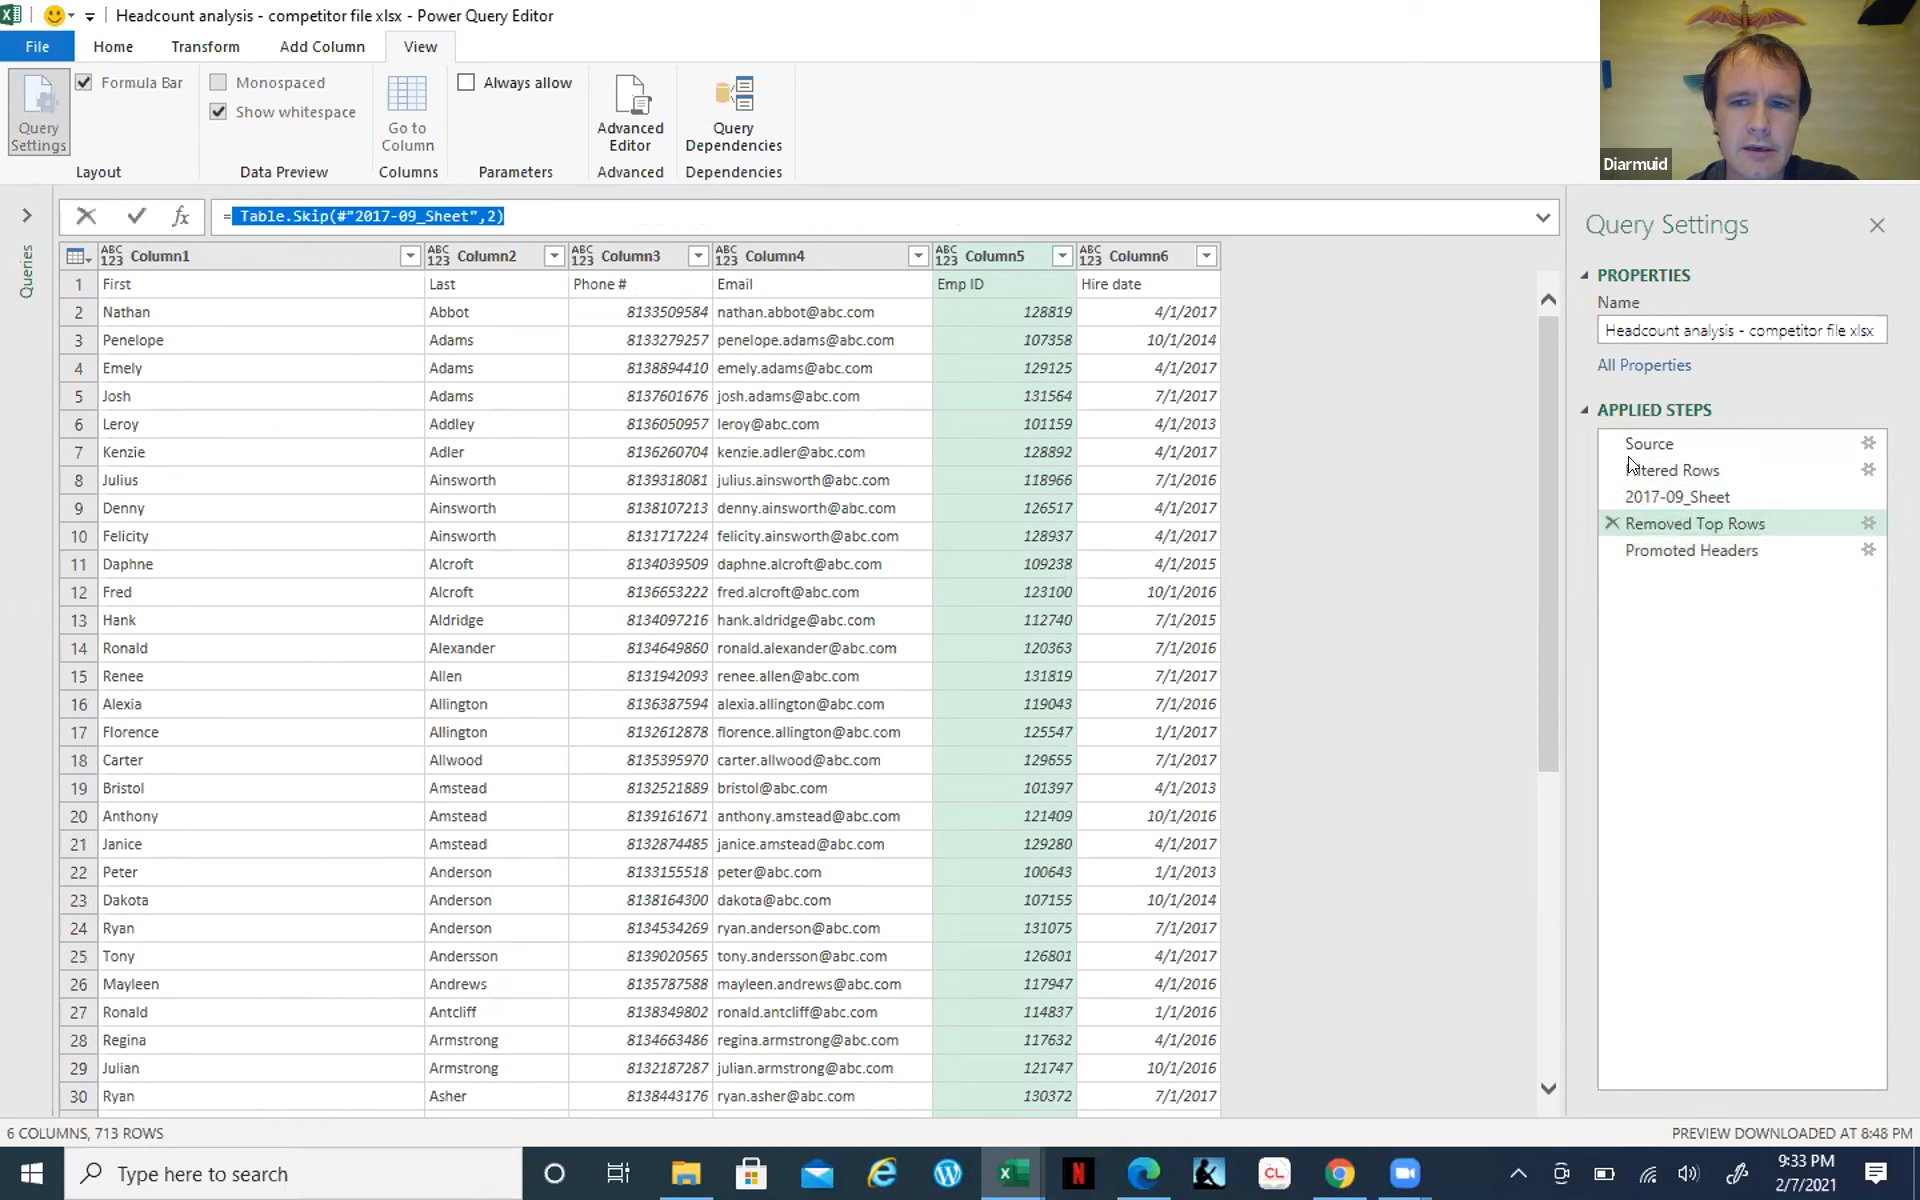 Headcount analysis - competitor file xlsx - Power Query Editor
File Home Transform Add Column View
Query Settings
Formula Bar
Layout
Monospaced
Show whitespace
Data Preview
Go to Column
Columns
Always allow
Parameters
Advanced Editor
Advanced
Query Dependencies
Dependencies
Diarmuid
fx = Table.Skip(#"2017-09_Sheet",2)
Queries
ABC 123 Column1 ABC 123 Column2 ABC 123 Column3 ABC 123 Column4 ABC 123 Column5 ABC 123 Column6
1 First Last Phone # Email Emp ID Hire date
2 Nathan Abbot 8133509584 nathan.abbot@abc.com 128819 4/1/2017
3 Penelope Adams 8133279257 penelope.adams@abc.com 107358 10/1/2014
4 Emely Adams 8138894410 emely.adams@abc.com 129125 4/1/2017
5 Josh Adams 8137601676 josh.adams@abc.com 131564 7/1/2017
6 Leroy Addley 8136050957 leroy@abc.com 101159 4/1/2013
7 Kenzie Adler 8136260704 kenzie.adler@abc.com 128892 4/1/2017
8 Julius Ainsworth 8139318081 julius.ainsworth@abc.com 118966 7/1/2016
9 Denny Ainsworth 8138107213 denny.ainsworth@abc.com 126517 4/1/2017
10 Felicity Ainsworth 8131717224 felicity.ainsworth@abc.com 128937 4/1/2017
11 Daphne Alcroft 8134039509 daphne.alcroft@abc.com 109238 4/1/2015
12 Fred Alcroft 8136653222 fred.alcroft@abc.com 123100 10/1/2016
13 Hank Aldridge 8134097216 hank.aldridge@abc.com 112740 7/1/2015
14 Ronald Alexander 8134649860 ronald.alexander@abc.com 120363 7/1/2016
15 Renee Allen 8131942093 renee.allen@abc.com 131819 7/1/2017
16 Alexia Allington 8136387594 alexia.allington@abc.com 119043 7/1/2016
17 Florence Allington 8132612878 florence.allington@abc.com 125547 1/1/2017
18 Carter Allwood 8135395970 carter.allwood@abc.com 129655 7/1/2017
19 Bristol Amstead 8132521889 bristol@abc.com 101397 4/1/2013
20 Anthony Amstead 8139161671 anthony.amstead@abc.com 121409 10/1/2016
21 Janice Amstead 8132874485 janice.amstead@abc.com 129280 4/1/2017
22 Peter Anderson 8133155518 peter@abc.com 100643 1/1/2013
23 Dakota Anderson 8138164300 dakota@abc.com 107155 10/1/2014
24 Ryan Anderson 8134534269 ryan.anderson@abc.com 131075 7/1/2017
25 Tony Andersson 8139020565 tony.andersson@abc.com 126801 4/1/2017
26 Mayleen Andrews 8135787588 mayleen.andrews@abc.com 117947 4/1/2016
27 Ronald Antcliff 8138349802 ronald.antcliff@abc.com 114837 1/1/2016
28 Regina Armstrong 8134663486 regina.armstrong@abc.com 117632 4/1/2016
29 Julian Armstrong 8132187287 julian.armstrong@abc.com 121747 10/1/2016
30 Ryan Asher 8138443176 ryan.asher@abc.com 130372 7/1/2017
Query Settings
PROPERTIES
Name
Headcount analysis - competitor file xlsx
All Properties
APPLIED STEPS
Source
ltered Rows
2017-09_Sheet
Removed Top Rows
Promoted Headers
6 COLUMNS, 713 ROWS
PREVIEW DOWNLOADED AT 8:48 PM
Type here to search
CL
9:33 PM
2/7/2021